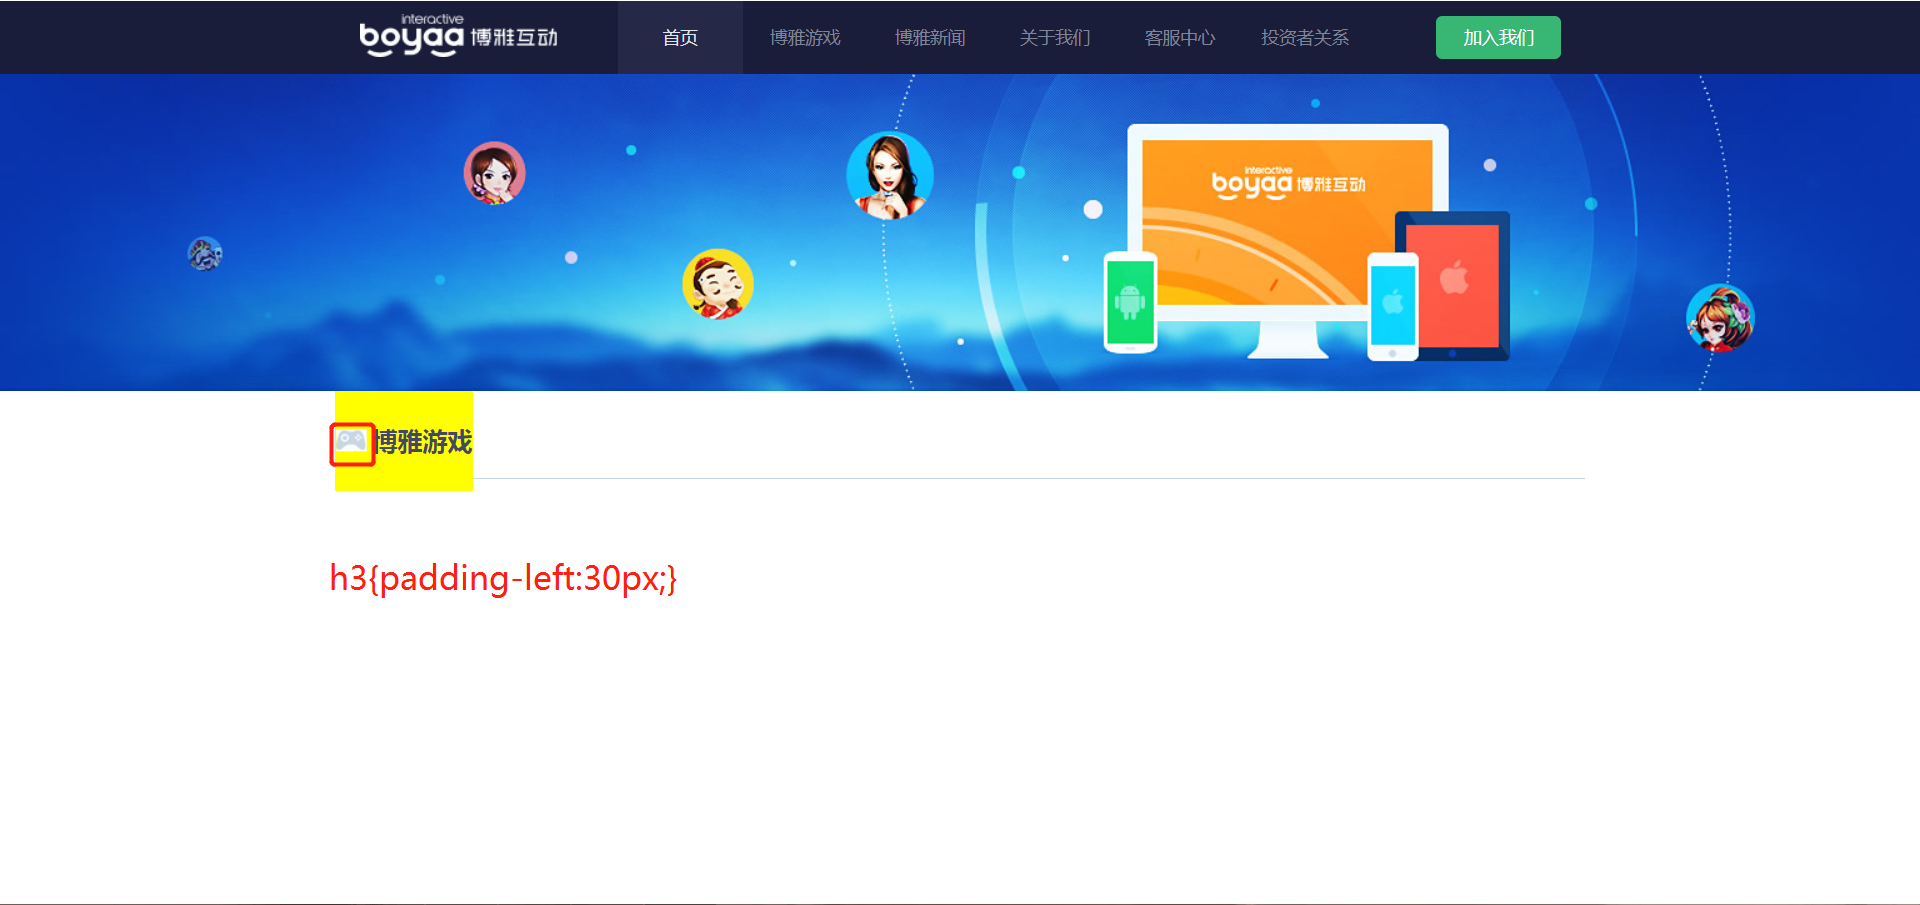 interactive
boyaa 博雅互动
首页
博雅游戏
博雅新闻
关于我们
客服中心
投资者关系
加入我们
interactive
boyaa 博雅互动
博雅游戏
h3{padding-left:30px;}